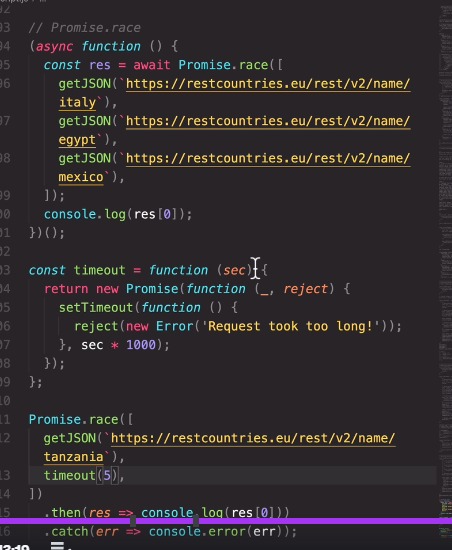 // Promise.race
(async function () {
const res = await Promise.race([
getJSON(`https://restcountries.eu/rest/v2/name/
italy`),
getJSON(`https://restcountries.eu/rest/v2/name/
egypt`),
getJSON(`https://restcountries.eu/rest/v2/name/
mexico`),
]);
console.log(res[0]);
})();
const timeout = function (sec) {
return new Promise(function (_, reject) {
setTimeout(function () {
reject(new Error('Request took too long!'));
}, sec * 1000);
});
};
Promise.race([
getJSON(`https://restcountries.eu/rest/v2/name/
tanzania`),
timeout(5),
])
.then(res => console.log(res[0]))
.catch(err => console.error(err));